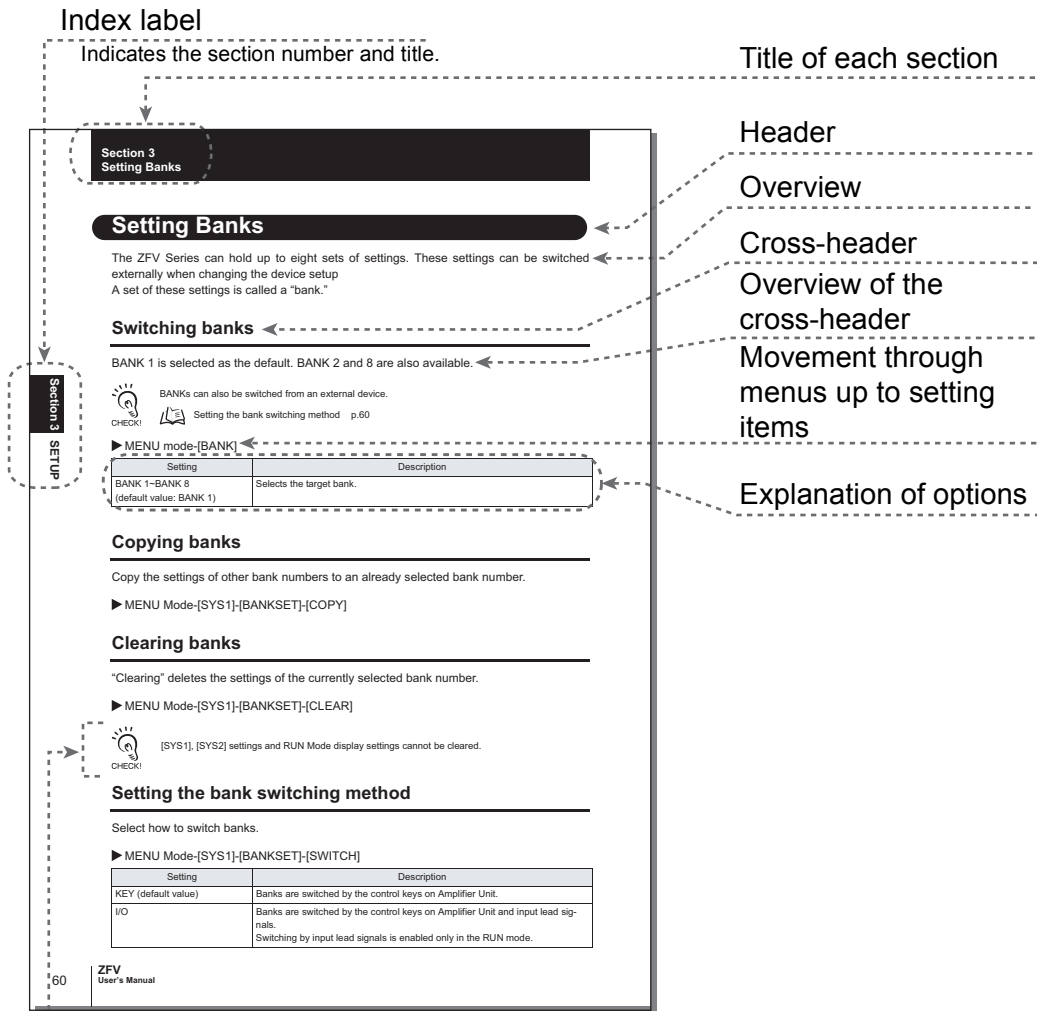 Index label
Indicates the section number and title.
Title of each section
Header
Overview
Cross-header
Overview of the
cross-header
Movement through
menus up to setting
items
Explanation of options
Section 3
Setting Banks
Setting Banks
The ZFV Series can hold up to eight sets of settings. These settings can be switched
externally when changing the device setup
A set of these settings is called a “bank.”
Switching banks
BANK 1 is selected as the default. BANK 2 and 8 are also available.
CHECK!
BANKs can also be switched from an external device.
Setting the bank switching method p.60
Section 3 SETUP
▶MENU mode-[BANK]
Setting Description
BANK 1~BANK 8 Selects the target bank.
(default value: BANK 1)
Copying banks
Copy the settings of other bank numbers to an already selected bank number.
▶MENU Mode-[SYS1]-[BANKSET]-[COPY]
Clearing banks
“Clearing” deletes the settings of the currently selected bank number.
▶MENU Mode-[SYS1]-[BANKSET]-[CLEAR]
CHECK!
[SYS1], [SYS2] settings and RUN Mode display settings cannot be cleared.
Setting the bank switching method
Select how to switch banks.
▶MENU Mode-[SYS1]-[BANKSET]-[SWITCH]
Setting Description
KEY (default value) Banks are switched by the control keys on Amplifier Unit.
I/O Banks are switched by the control keys on Amplifier Unit and input lead sig-
nals.
Switching by input lead signals is enabled only in the RUN mode.
60
ZFV
User's Manual